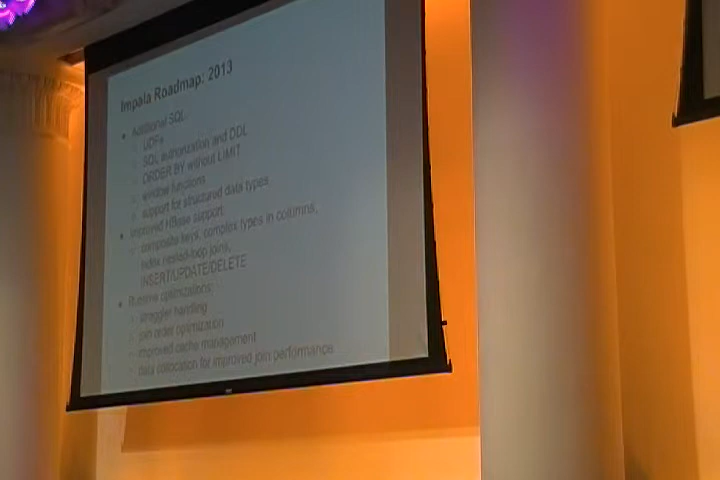 Impala Roadmap: 2013
Additional SQL:
UDFs
SQL authorization and DDL
ORDER BY without LIMIT
window functions
support for structured data types
Improved HBase support:
composite keys, complex types in columns,
index nested-loop joins,
INSERT/UPDATE/DELETE
Runtime optimizations:
straggler handling
join order optimization
improved cache management
data collocation for improved join performance